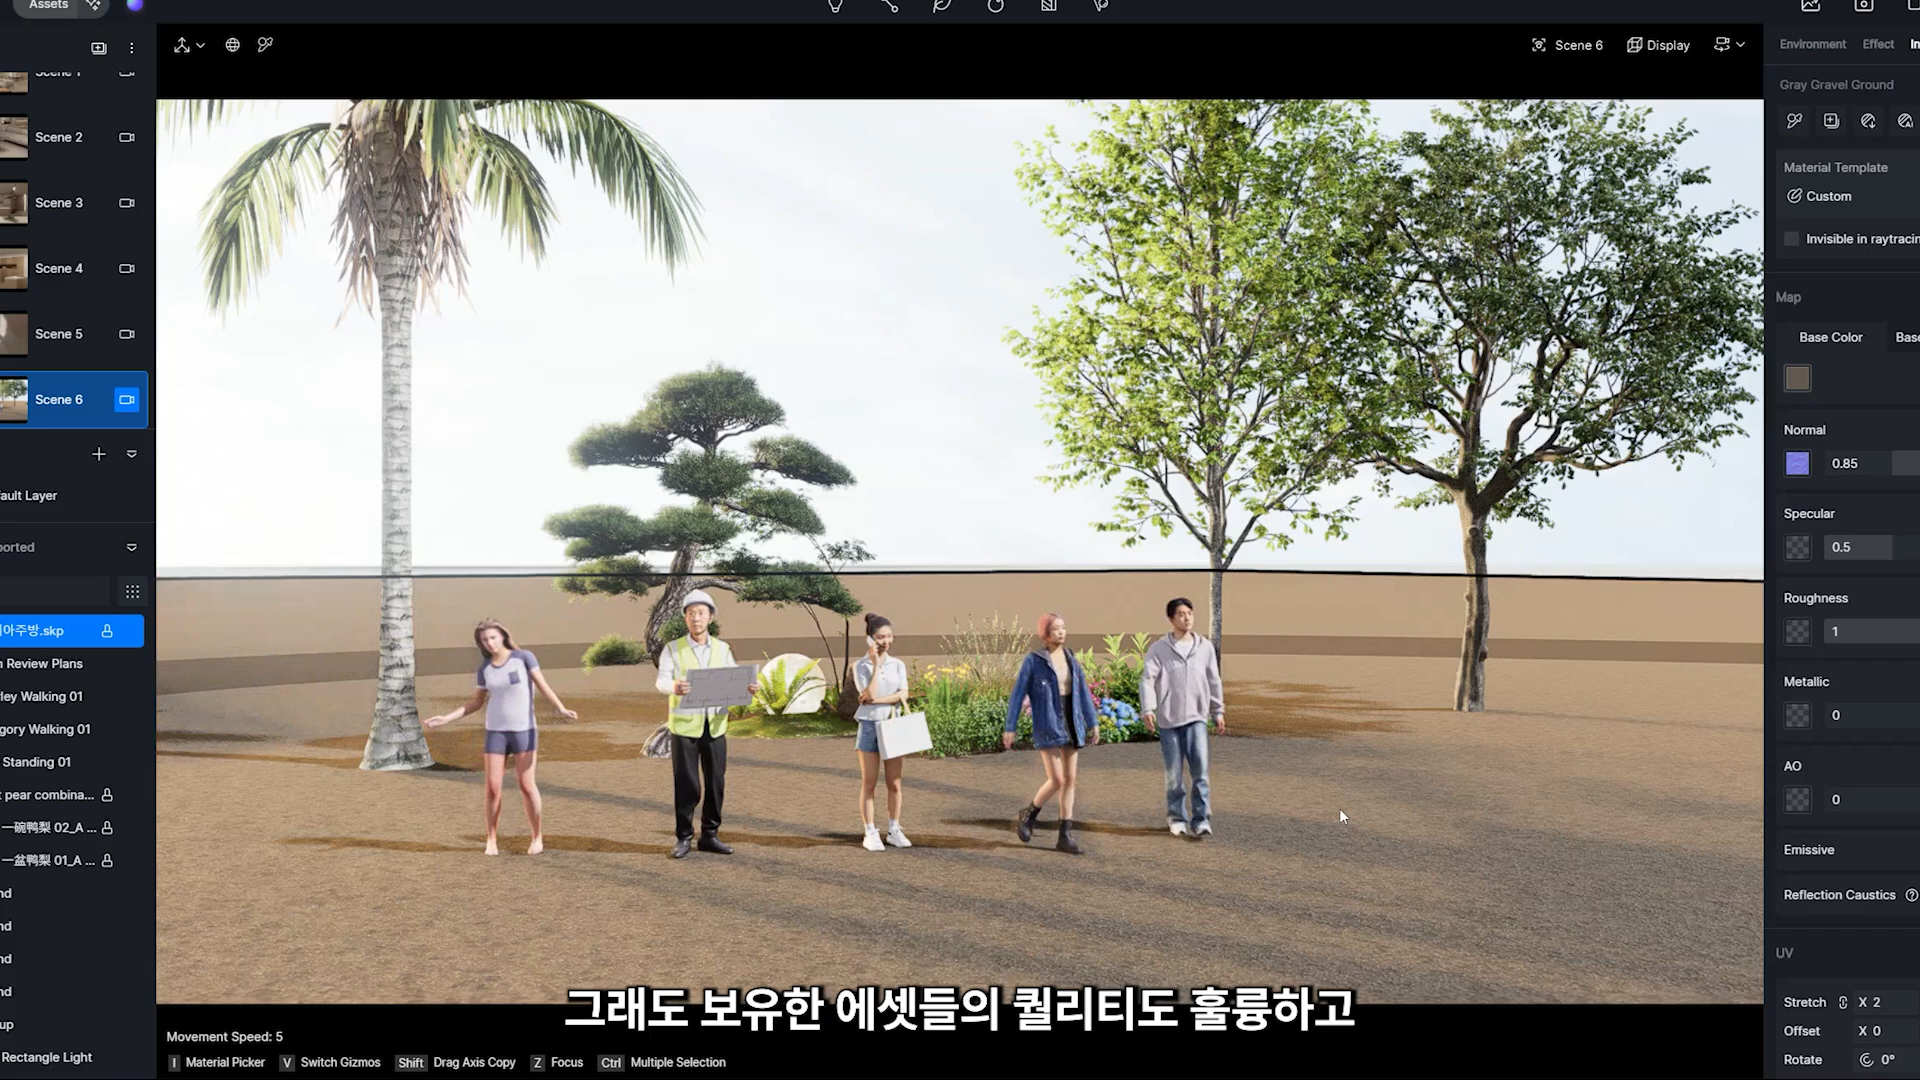 Assets
Scene 1
Scene 2
Scene 3
Scene 4
Scene 5
Scene 6
ault Layer
orted
아주방.skp
n Review Plans
ley Walking 01
gory Walking 01
Standing 01
pear combina...
一碗鸭梨 02_A ...
一盆鸭梨 01_A ...
nd
nd
nd
nd
up
Rectangle Light
Scene 6
Display
그래도 보유한 에셋들의 퀄리티도 훌륭하고
Movement Speed: 5
I Material Picker V Switch Gizmos Shift Drag Axis Copy Z Focus Ctrl Multiple Selection
Environment Effect In
Gray Gravel Ground
Material Template
Custom
Invisible in raytracin
Map
Base Color Base
Normal
0.85
Specular
0.5
Roughness
1
Metallic
0
AO
0
Emissive
Reflection Caustics
UV
Stretch X 2
Offset X 0
Rotate 0°